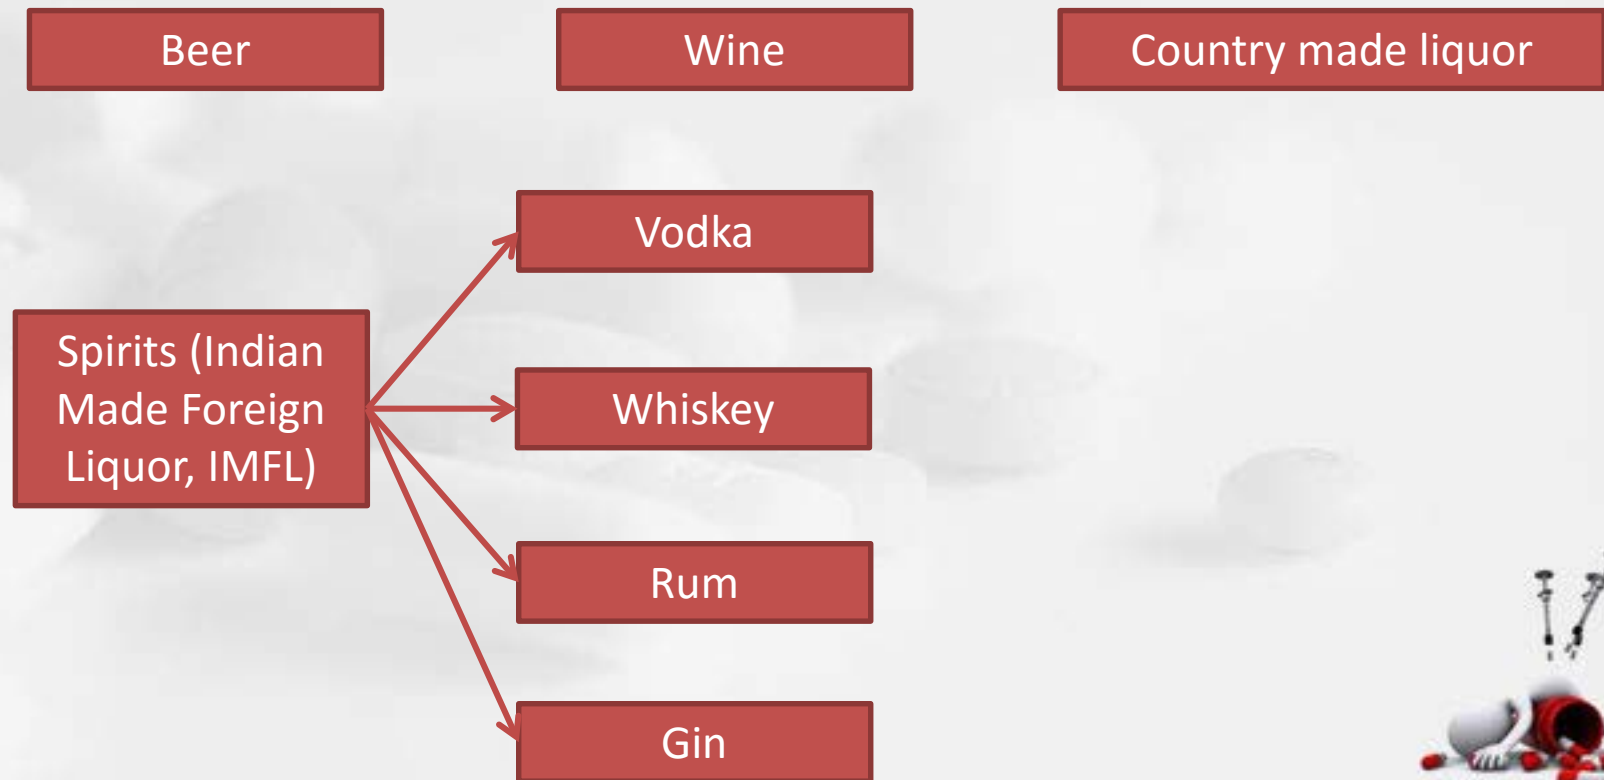 Beer
Wine
Country made liquor
Vodka
Spirits (Indian
Made Foreign
Liquor, IMFL)
Whiskey
Rum
Gin